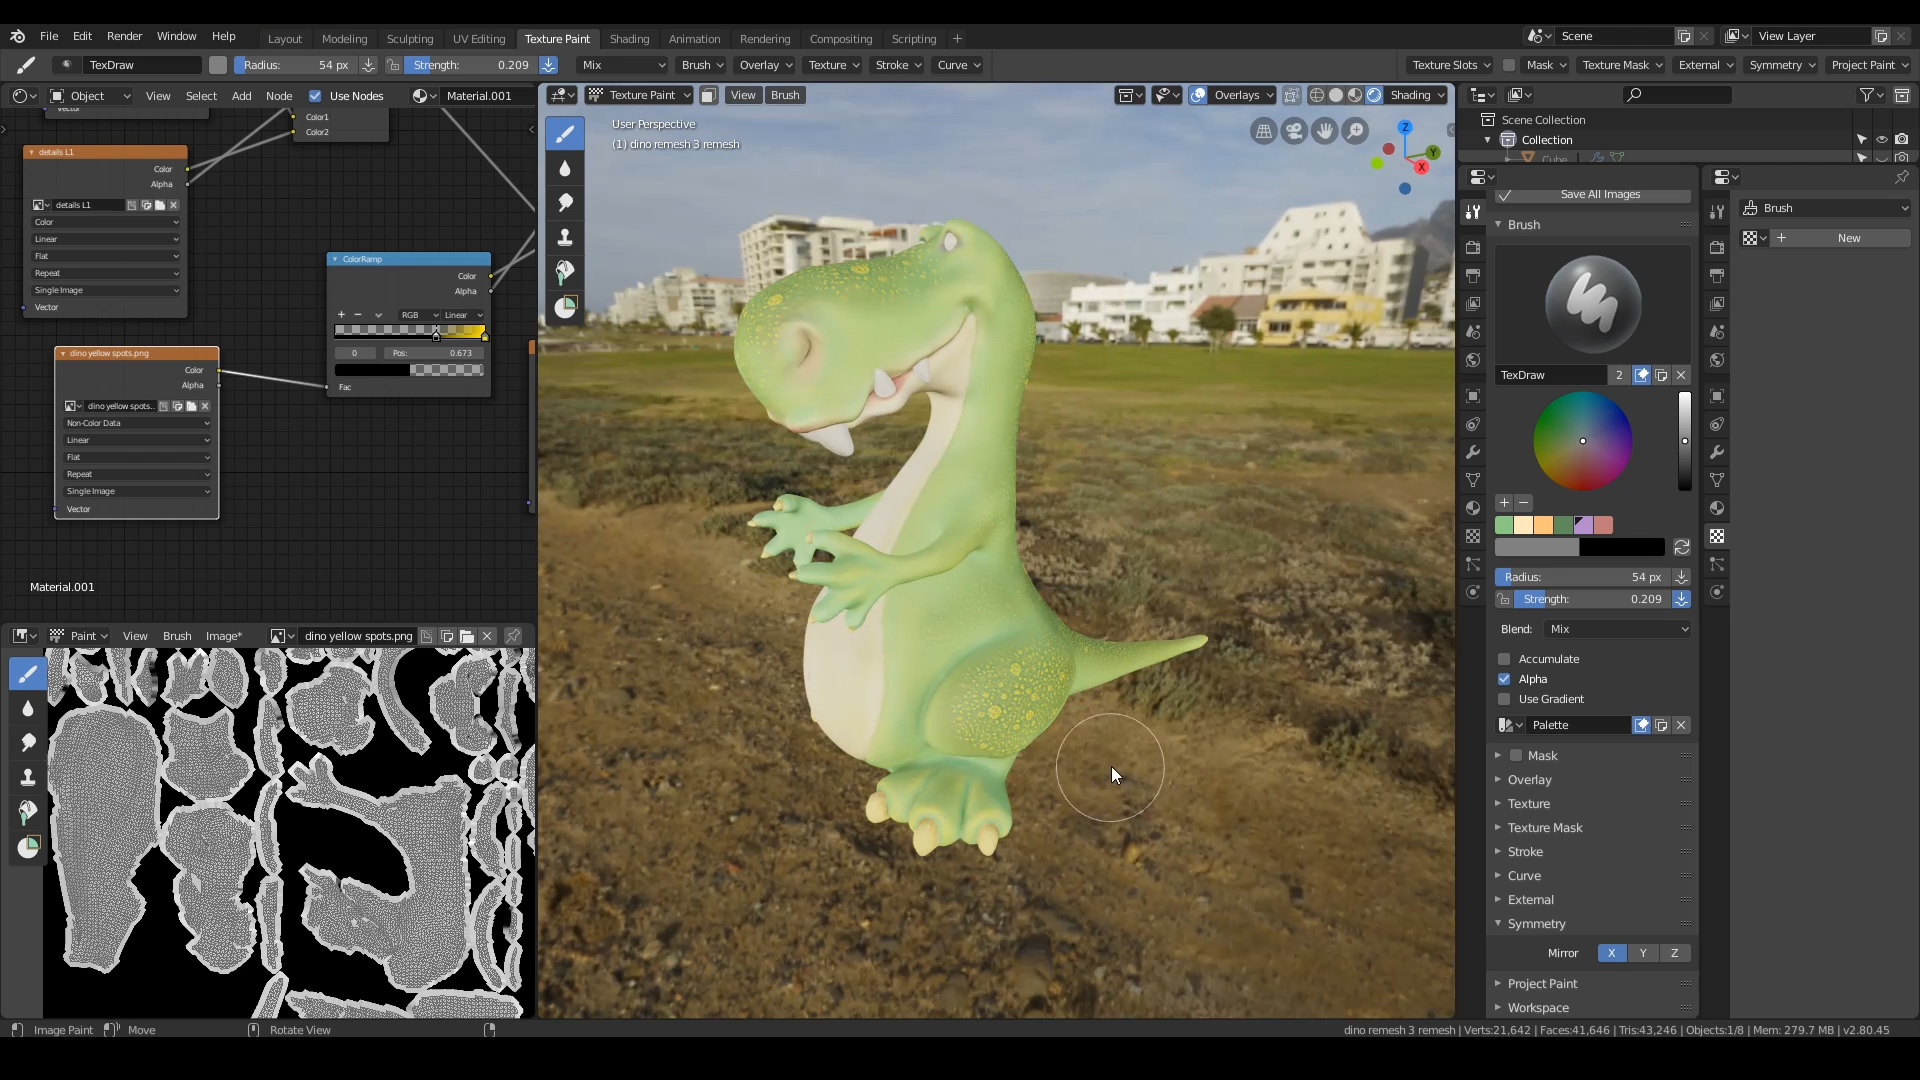 File Edit Render Window Help Layout Modeling Sculpting UV Editing Texture Paint Shading Animation Rendering Compositing Scripting + Scene View Layer
TexDraw Radius: 54 px Strength: 0.209 Mix Brush Overlay Texture Stroke Curve Texture Slots Mask Texture Mask External Symmetry Project Paint
Object View Select Add Node Use Nodes Material.001
Texture Paint View Brush Overlays Shading
User Perspective
(1) dino remesh 3 remesh
Z
Y
X
Vector
Color1
Color2
details L1
Color
Alpha
details L1
Color
Linear
Flat
Repeat
Single Image
Vector
ColorRamp
Color
Alpha
RGB Linear
0 Pos: 0.673
Fac
dino yellow spots.png
Color
Alpha
dino yellow spots..
Non-Color Data
Linear
Flat
Repeat
Single Image
Vector
Material.001
Paint View Brush Image* dino yellow spots.png
Scene Collection
Collection
Cube
Save All Images
Brush
TexDraw 2
Radius: 54 px
Strength: 0.209
Blend: Mix
Accumulate
Alpha
Use Gradient
Palette
Mask
Overlay
Texture
Texture Mask
Stroke
Curve
External
Symmetry
Mirror X Y Z
Project Paint
Workspace
Brush
New
Image Paint Move Rotate View dino remesh 3 remesh | Verts:21,642 | Faces:41,646 | Tris:43,246 | Objects:1/8 | Mem: 279.7 MB | v2.80.45